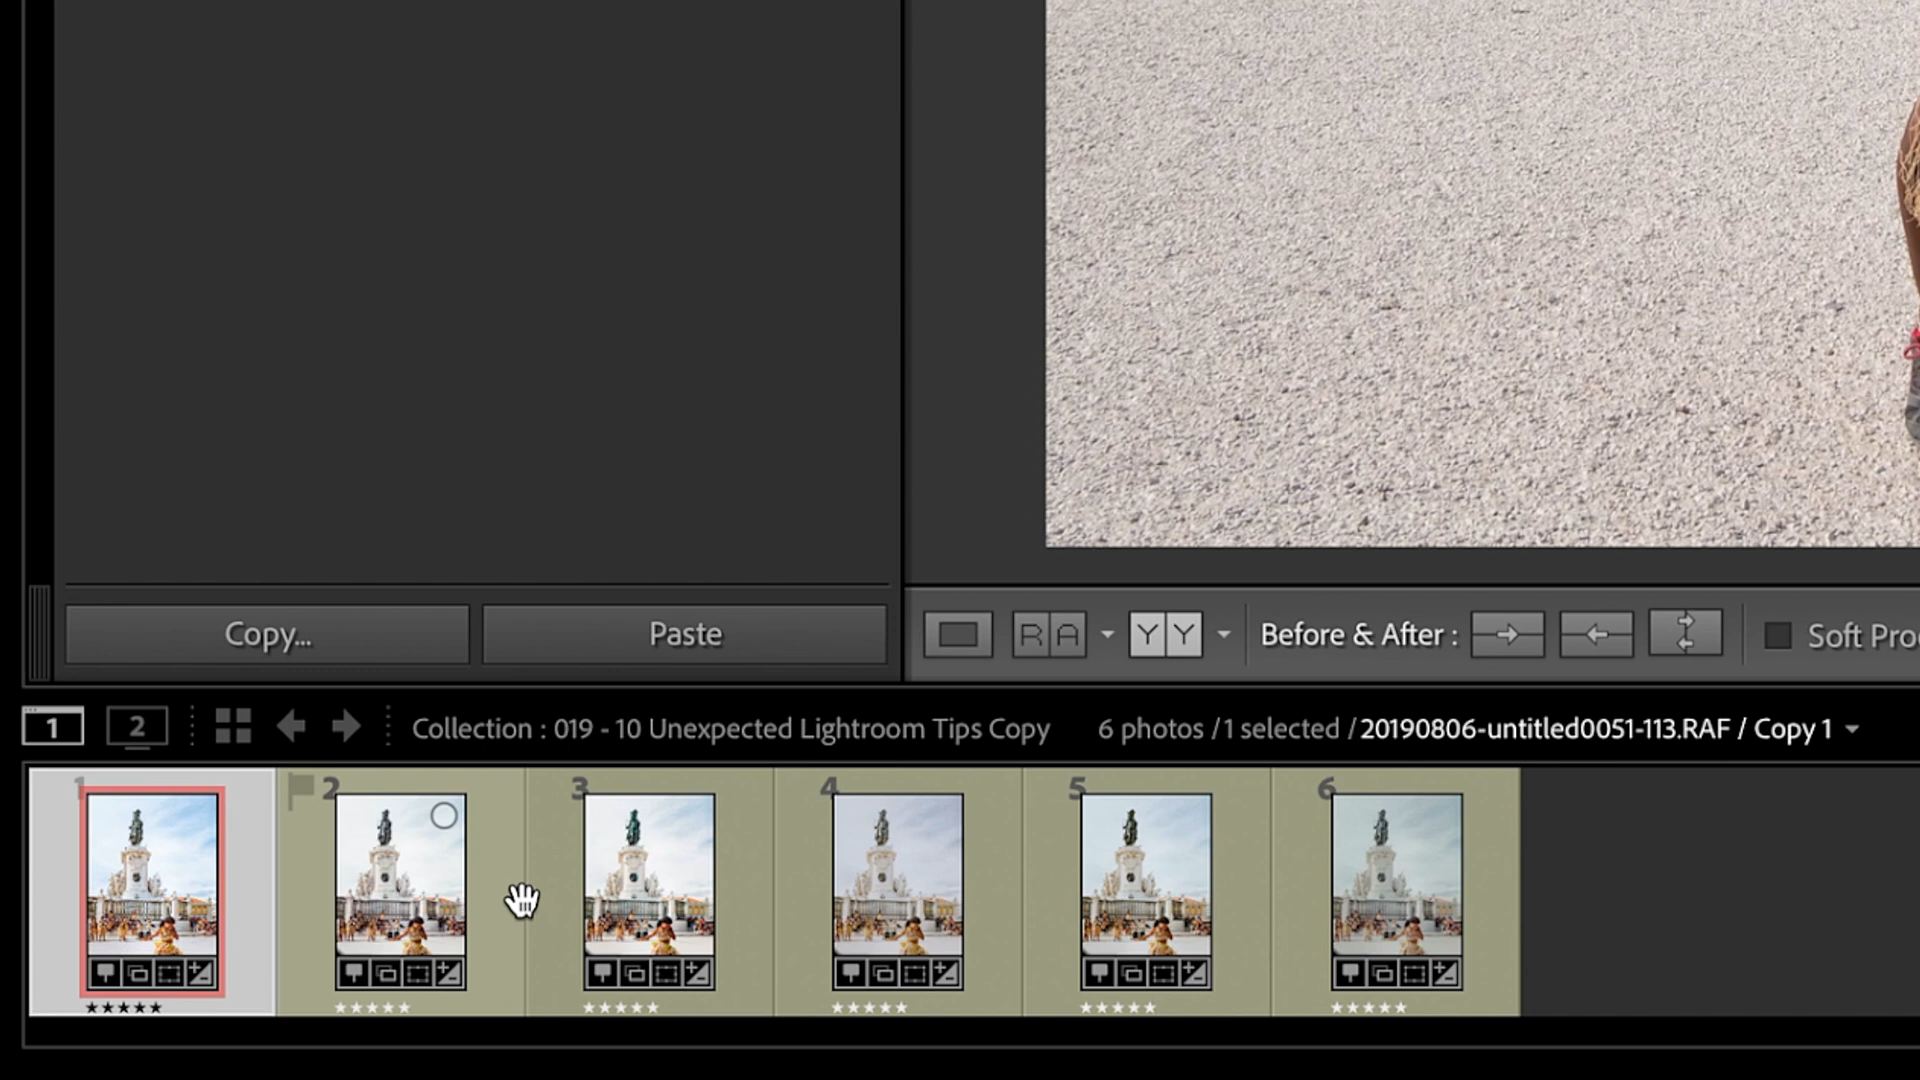 Copy...
Paste
R A
Y Y
Before & After :
Soft Pro
1
2
Collection : 019 - 10 Unexpected Lightroom Tips Copy
6 photos / 1 selected / 20190806-untitled0051-113.RAF / Copy 1
1
2
3
4
5
6